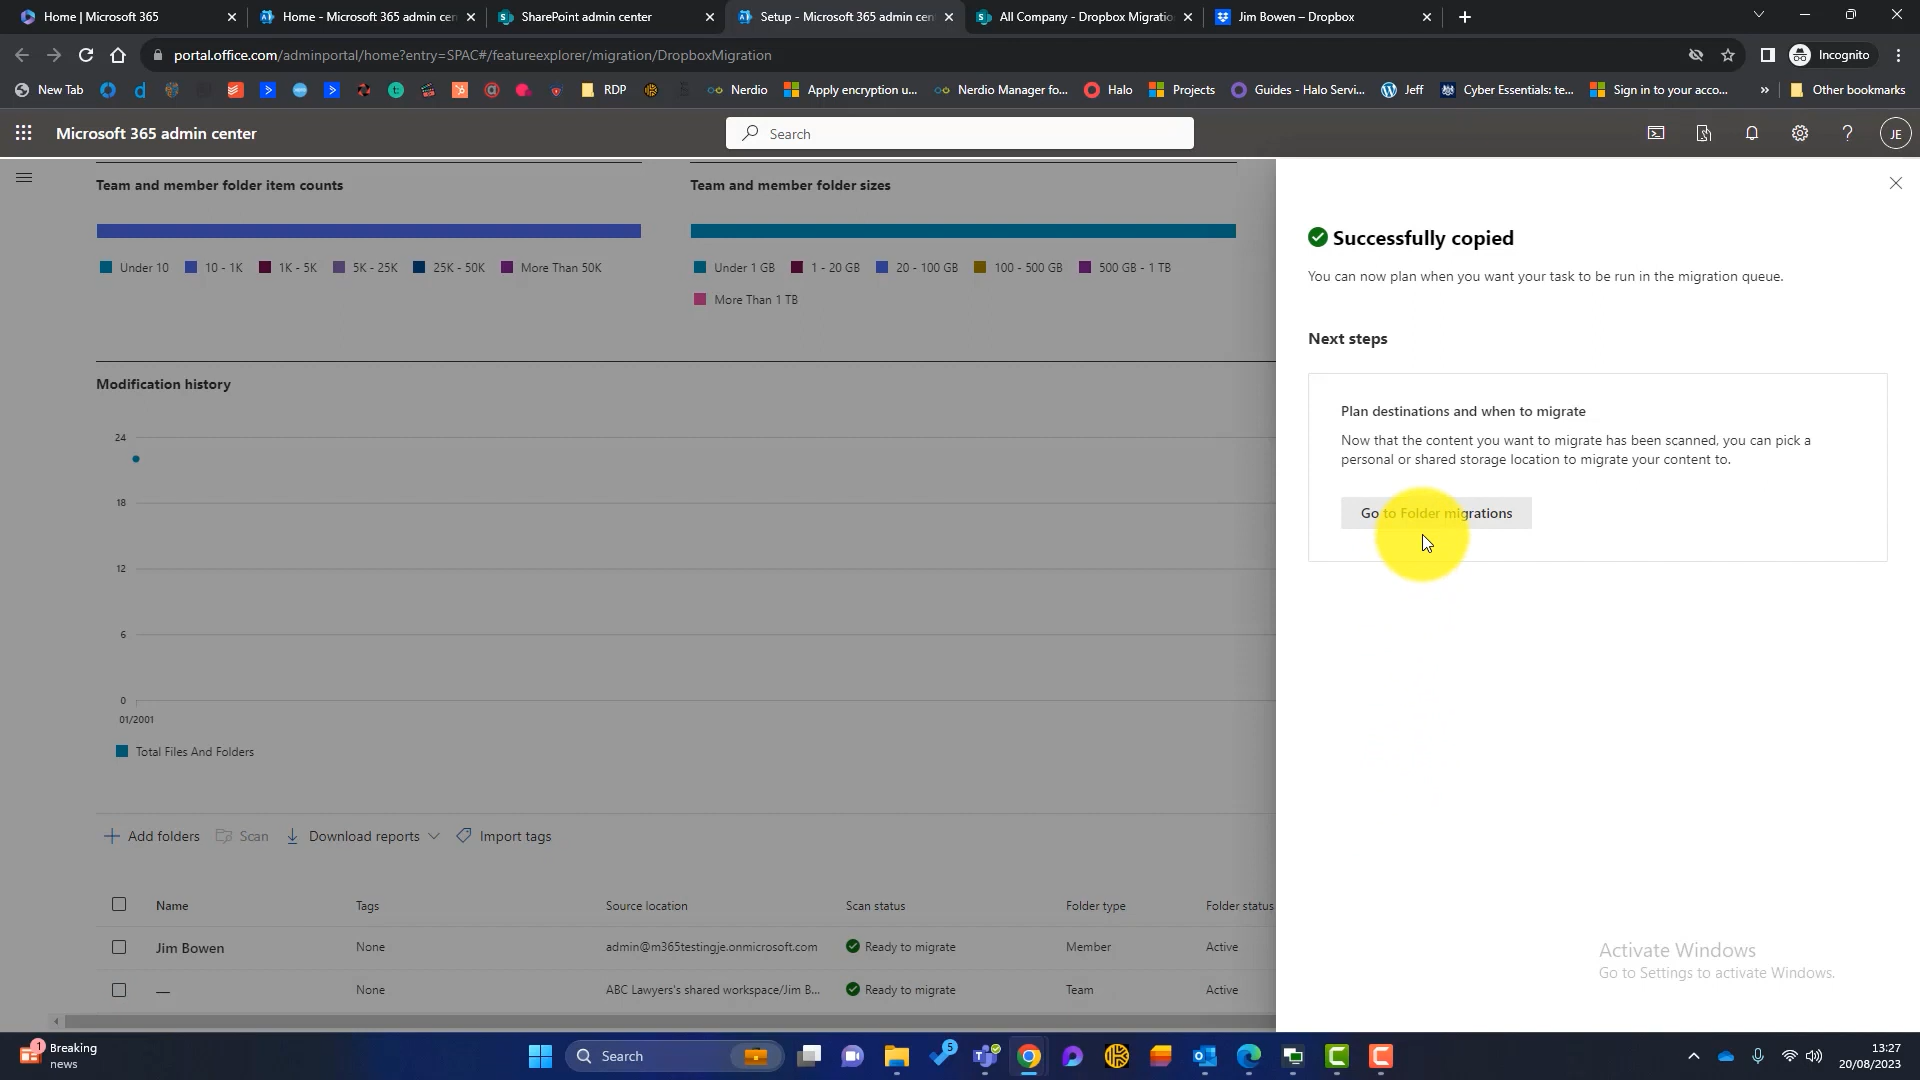 Home | Microsoft 365
Home - Microsoft 365 admin cen
SharePoint admin center
Setup - Microsoft 365 admin cen
All Company - Dropbox Migratio
Jim Bowen – Dropbox
portal.office.com/adminportal/home?entry=SPAC#/featureexplorer/migration/DropboxMigration
Incognito
New Tab
RDP
Nerdio
Apply encryption u...
Nerdio Manager fo...
Halo
Projects
Guides - Halo Servi...
Jeff
Cyber Essentials: te...
Sign in to your acco...
»
Other bookmarks
Microsoft 365 admin center
Search
JE
Team and member folder item counts
Under 10
10 - 1K
1K - 5K
5K - 25K
25K - 50K
More Than 50K
Team and member folder sizes
Under 1 GB
1 - 20 GB
20 - 100 GB
100 - 500 GB
500 GB - 1 TB
More Than 1 TB
Modification history
24
18
12
6
0
01/2001
Total Files And Folders
Add folders
Scan
Download reports
Import tags
Name Tags Source location Scan status Folder type Folder status
Jim Bowen None admin@m365testingje.onmicrosoft.com Ready to migrate Member Active
— None ABC Lawyers's shared workspace/Jim B... Ready to migrate Team Active
Successfully copied
You can now plan when you want your task to be run in the migration queue.
Next steps
Plan destinations and when to migrate
Now that the content you want to migrate has been scanned, you can pick a
personal or shared storage location to migrate your content to.
Go to Folder migrations
Activate Windows
Go to Settings to activate Windows.
1
Breaking
news
Search
5
13:27
20/08/2023